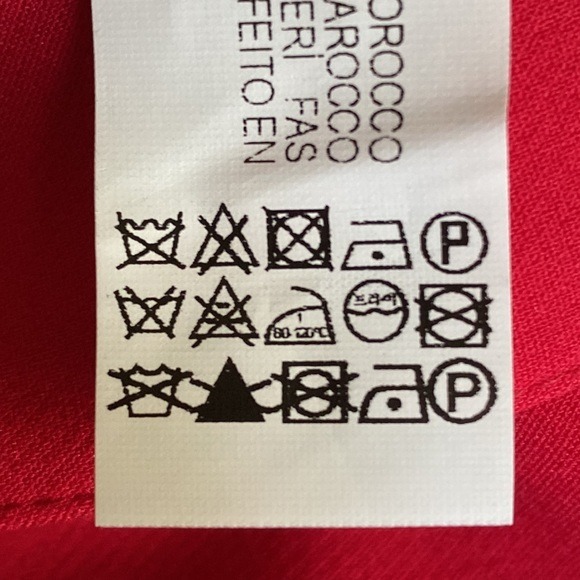 OROCCO
AROCCO
ERİ FAS
FEITO EN
P
80-120℃ 드라이
P